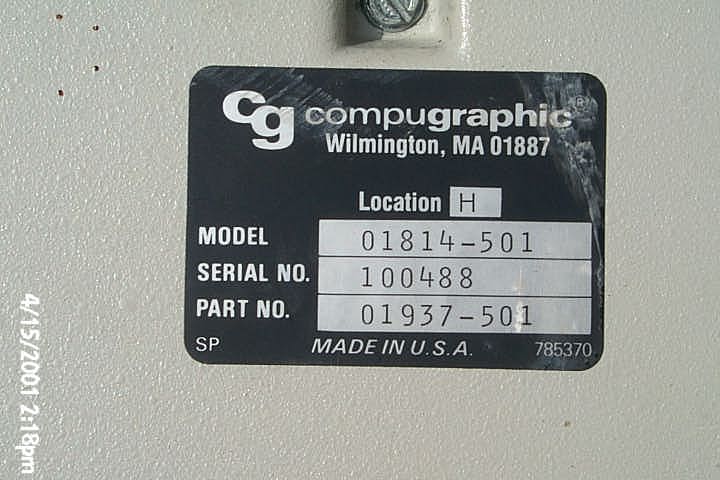 cg compugraphic®
Wilmington, MA 01887
Location H
MODEL 01814-501
SERIAL NO. 100488
PART NO. 01937-501
SP MADE IN U.S.A. 785370
4/15/2001 2:18pm